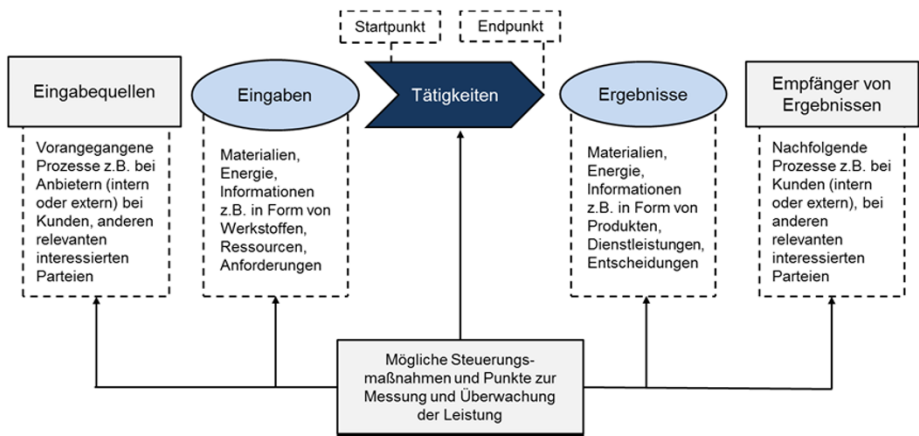 Startpunkt
Endpunkt
Eingabequellen
Eingaben
Tätigkeiten
Ergebnisse
Empfänger von
Ergebnissen
Vorangegangene
Prozesse z.B. bei
Anbietern (intern
oder extern) bei
Kunden, anderen
relevanten
interessierten
Parteien
Materialien,
Energie,
Informationen
z.B. in Form von
Werkstoffen,
Ressourcen,
Anforderungen
Materialien,
Energie,
Informationen
z.B. in Form von
Produkten,
Dienstleistungen,
Entscheidungen
Nachfolgende
Prozesse z.B. bei
Kunden (intern
oder extern), bei
anderen
relevanten
interessierten
Parteien
Mögliche Steuerungs-
maßnahmen und Punkte zur
Messung und Überwachung
der Leistung